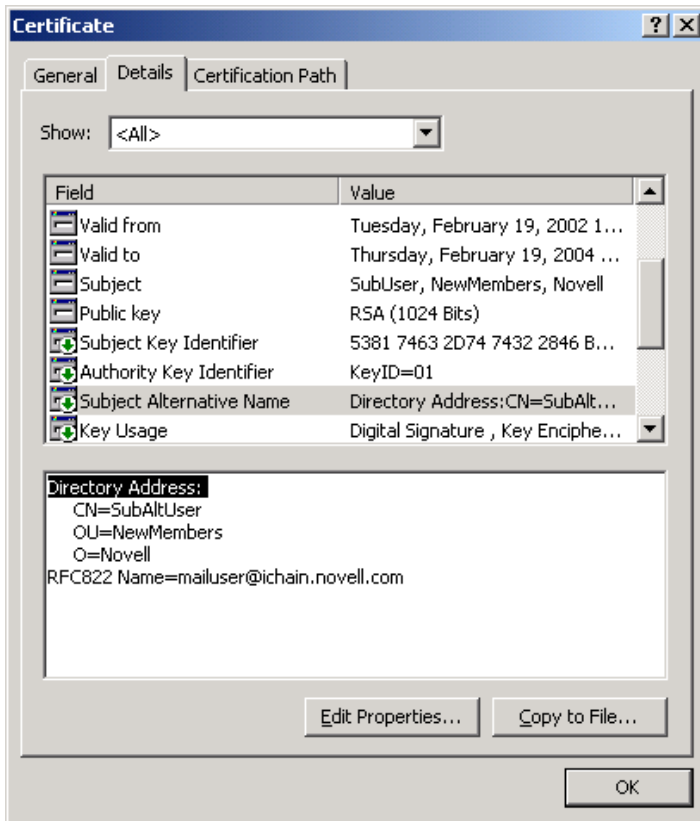 Certificate
General Details Certification Path
Show: <All>
Field Value
Valid from Tuesday, February 19, 2002 1...
Valid to Thursday, February 19, 2004 ...
Subject SubUser, NewMembers, Novell
Public key RSA (1024 Bits)
Subject Key Identifier 5381 7463 2D74 7432 2846 B...
Authority Key Identifier KeyID=01
Subject Alternative Name Directory Address:CN=SubAlt...
Key Usage Digital Signature , Key Enciphe...
Directory Address:
CN=SubAltUser
OU=NewMembers
O=Novell
RFC822 Name=mailuser@ichain.novell.com
Edit Properties... Copy to File...
OK